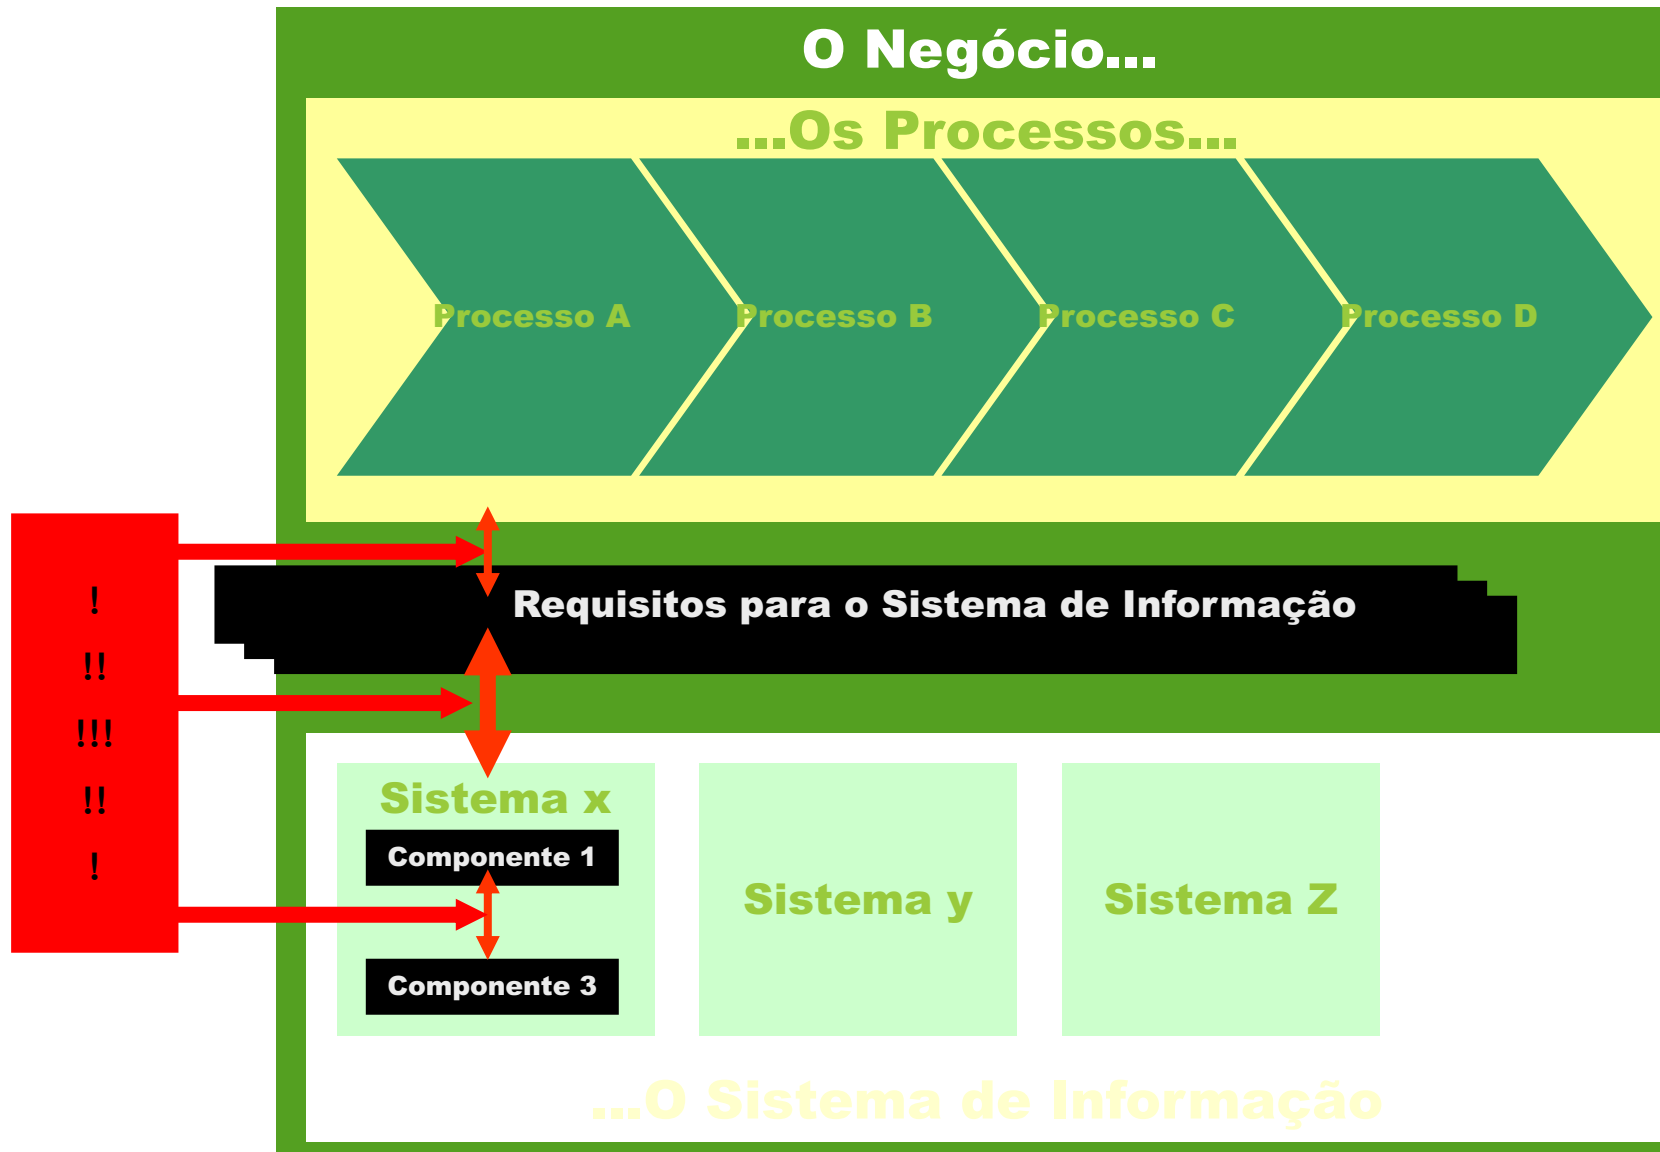 O Negócio...
...Os Processos...
Processo A
Processo B
Processo C
Processo D
!
!!
!!!
!!
!
Requisitos para o Sistema de Informação
Sistema x
Componente 1
Componente 3
Sistema y
Sistema Z
...O Sistema de Informação